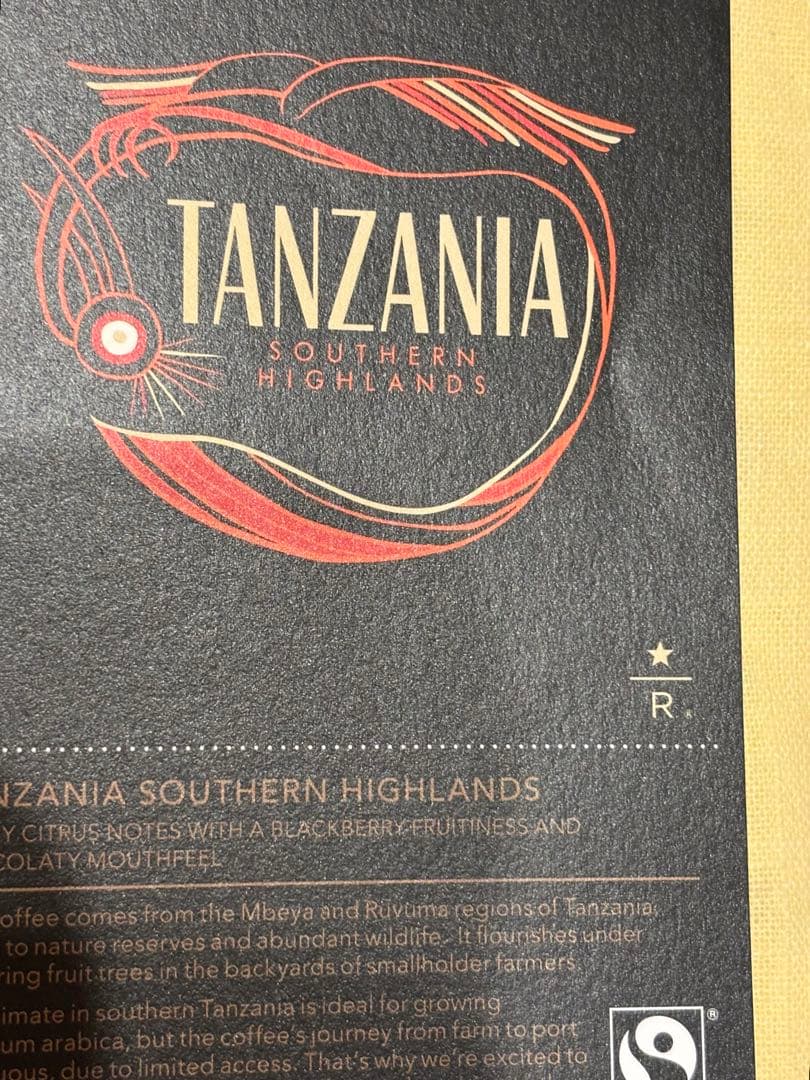 TANZANIA
SOUTHERN
HIGHLANDS
R
NZANIA SOUTHERN HIGHLANDS
Y CITRUS NOTES WITH A BLACKBERRY FRUITINESS AND
COLATY MOUTHFEEL
offee comes from the Mbeya and Ruvuma regions of Tanzania,
to nature reserves and abundant wildlife. It flourishes under
ring fruit trees in the backyards of smallholder farmers.
imate in southern Tanzania is ideal for growing
um arabica, but the coffee's journey from farm to port
uous, due to limited access. That's why we're excited to
®